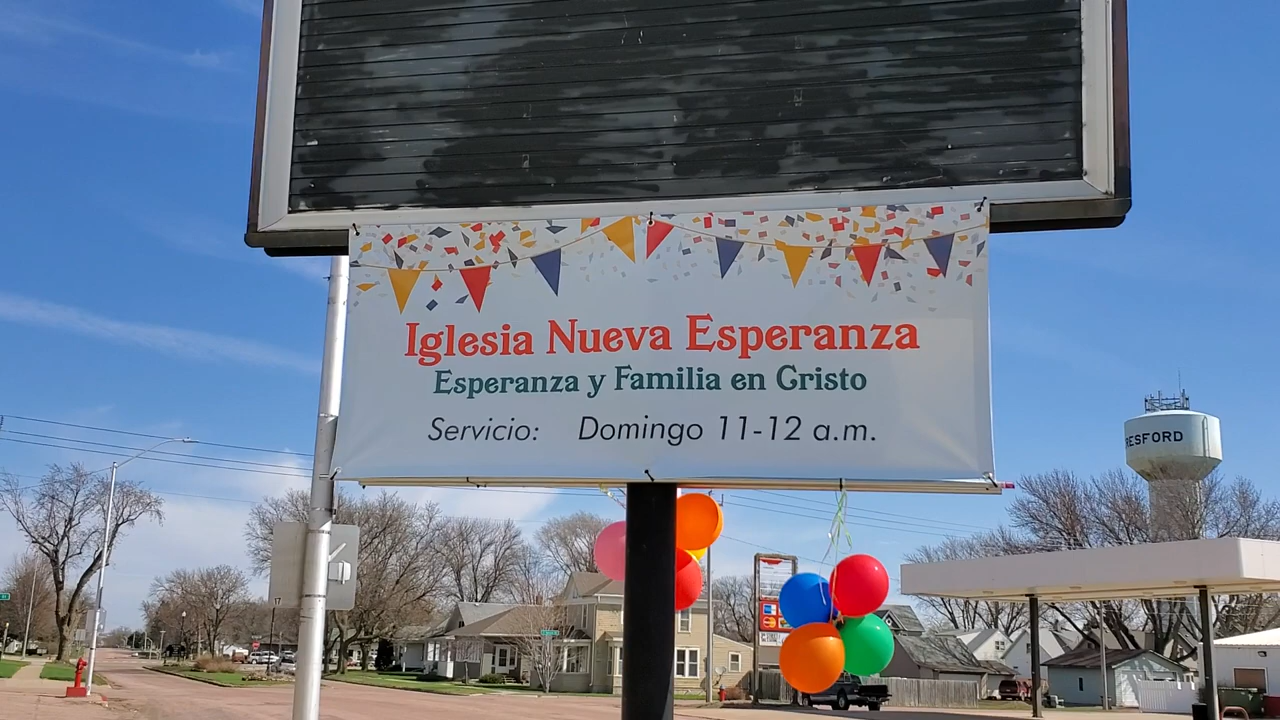 Iglesia Nueva Esperanza
Esperanza y Familia en Cristo
Servicio: Domingo 11-12 a.m.
RESFORD